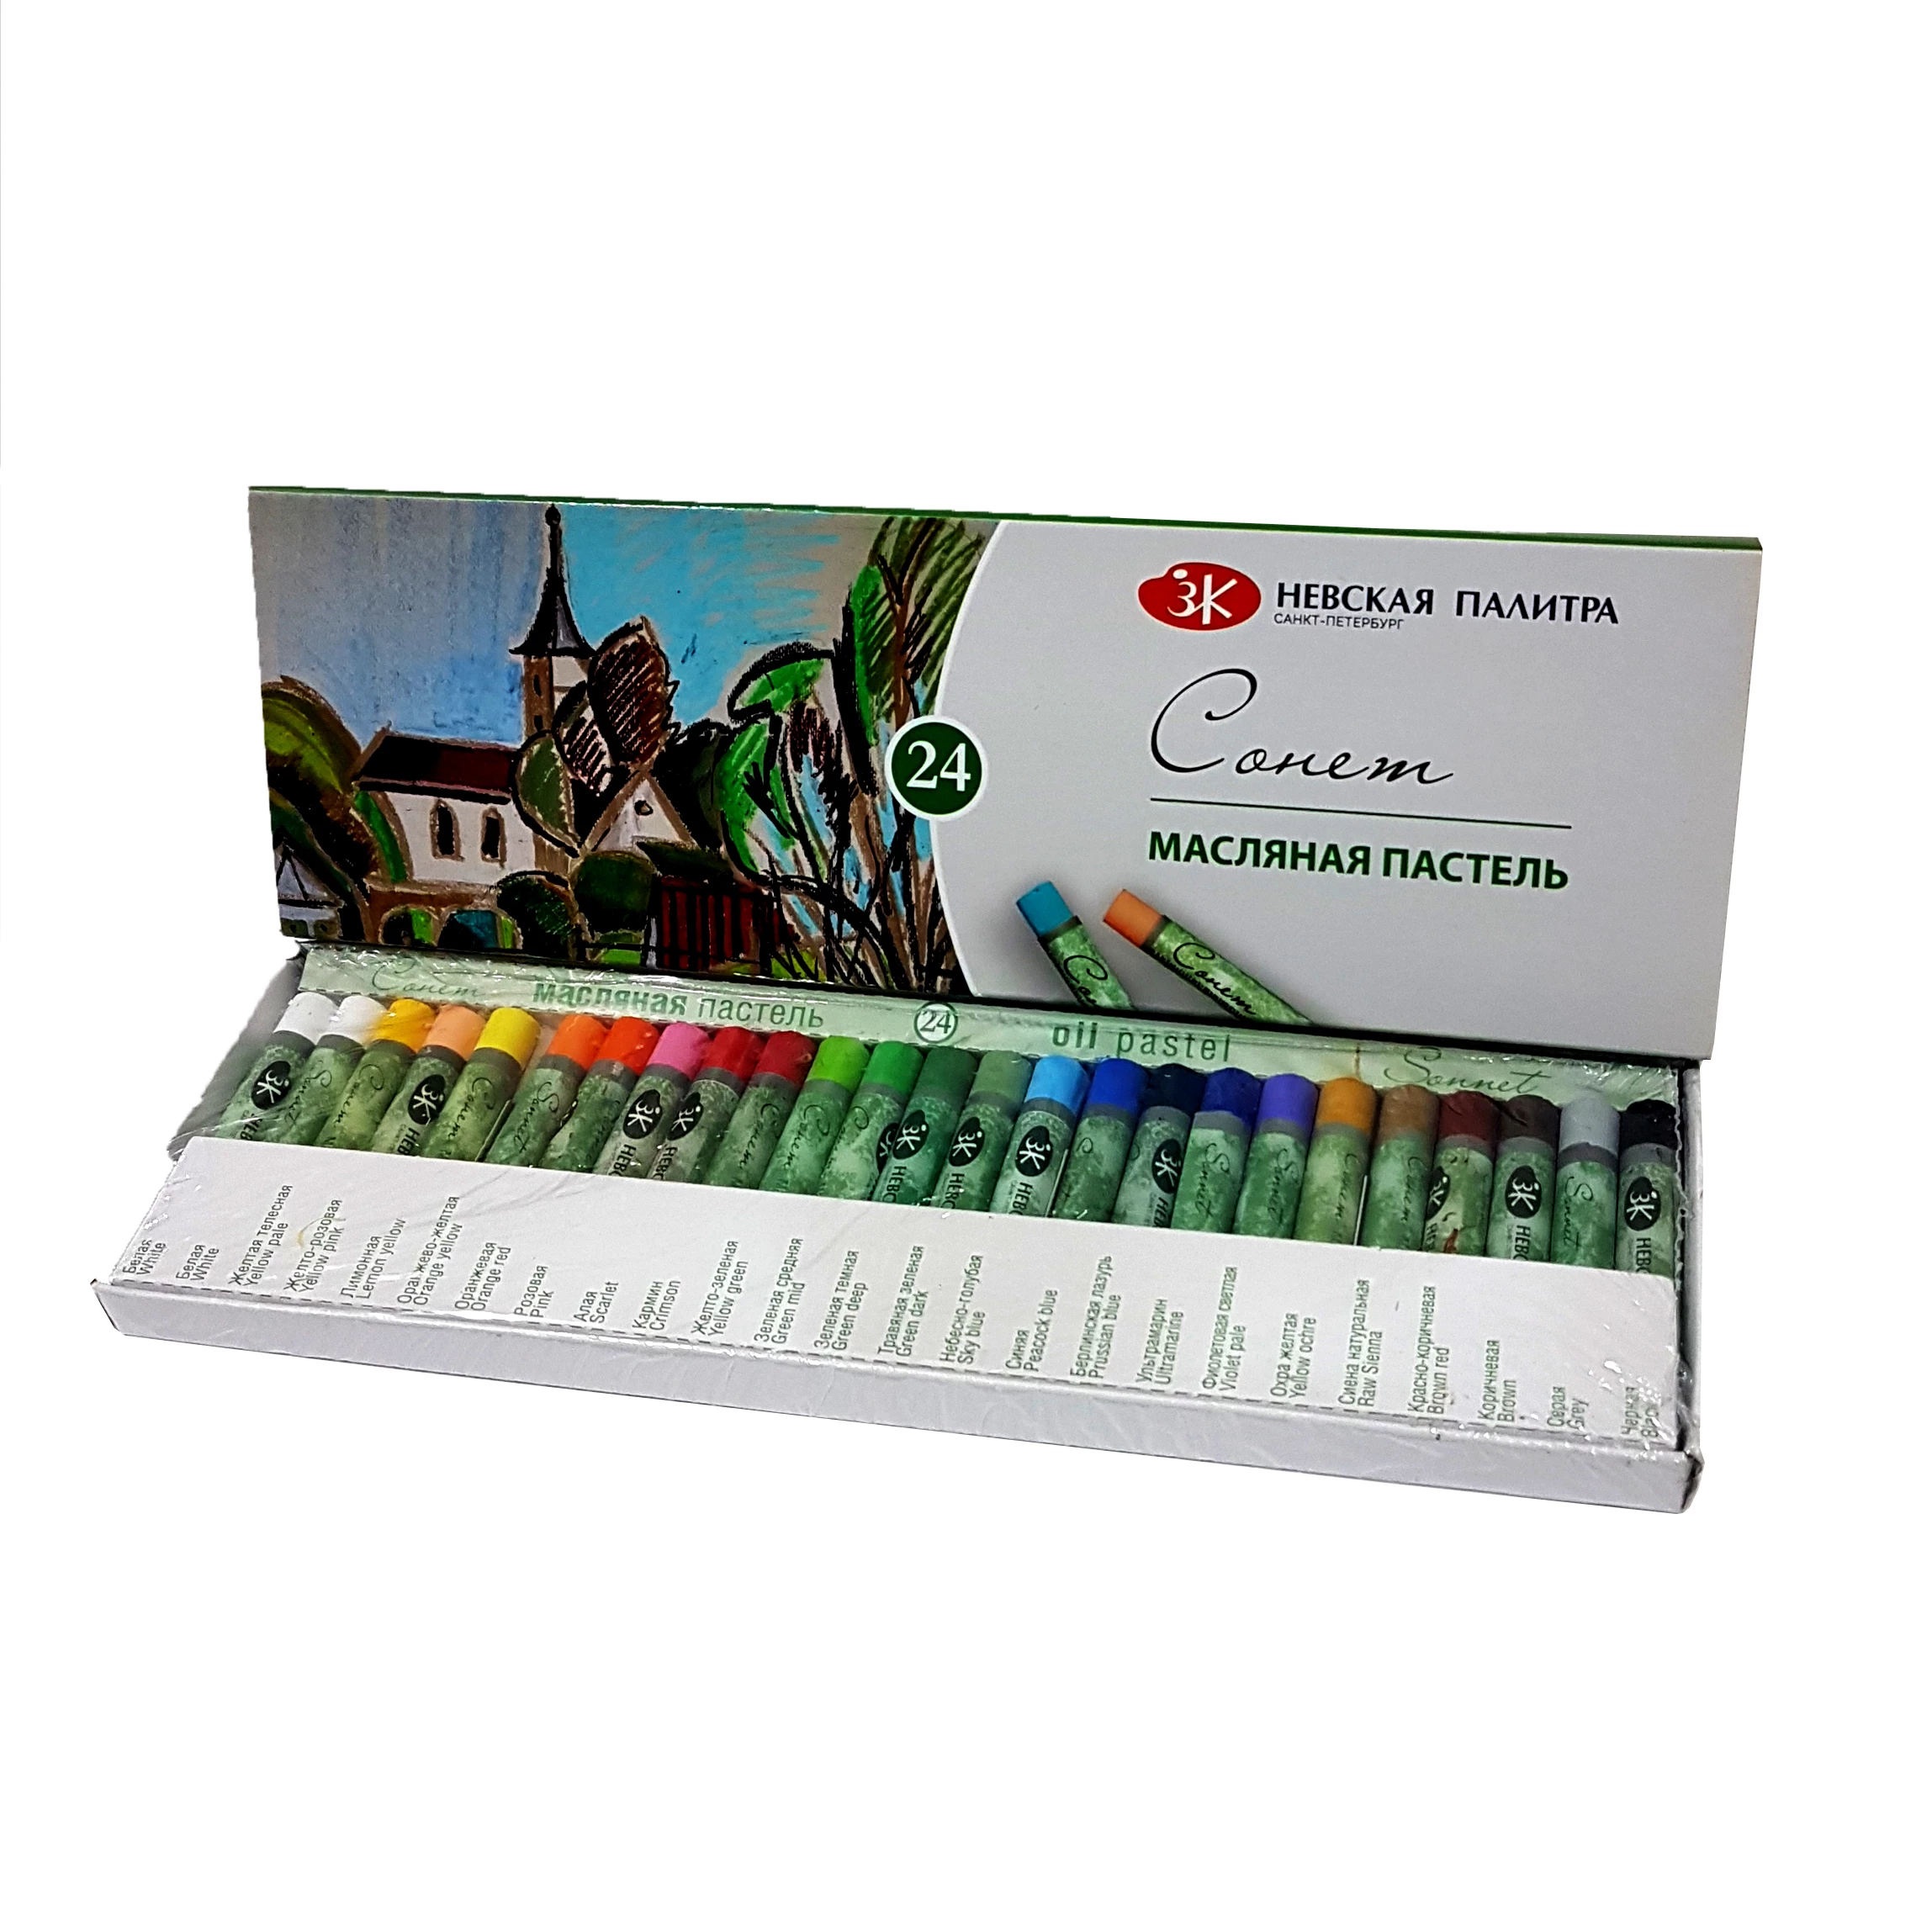 ЗК НЕВСКАЯ ПАЛИТРА
САНКТ-ПЕТЕРБУРГ
Сонет
24
МАСЛЯНАЯ ПАСТЕЛЬ
Сонет
Сонет масляная пастель 24 oil pastel Sonnet
Белая
White
Белая
White
Желтая телесная
Yellow pale
Желто-розовая
Yellow pink
Лимонная
Lemon yellow
Оранжево-желтая
Orange yellow
Оранжевая
Orange red
Розовая
Pink
Алая
Scarlet
Кармин
Crimson
Желто-зеленая
Yellow green
Зеленая средняя
Green mid
Зеленая темная
Green deep
Травяная зеленая
Green dark
Небесно-голубая
Sky blue
Синяя
Peacock blue
Берлинская лазурь
Prussian blue
Ультрамарин
Ultramarine
Фиолетовая светлая
Violet pale
Охра желтая
Yellow ochre
Сиена натуральная
Raw Sienna
Красно-коричневая
Brown red
Коричневая
Brown
Серая
Grey
Черная